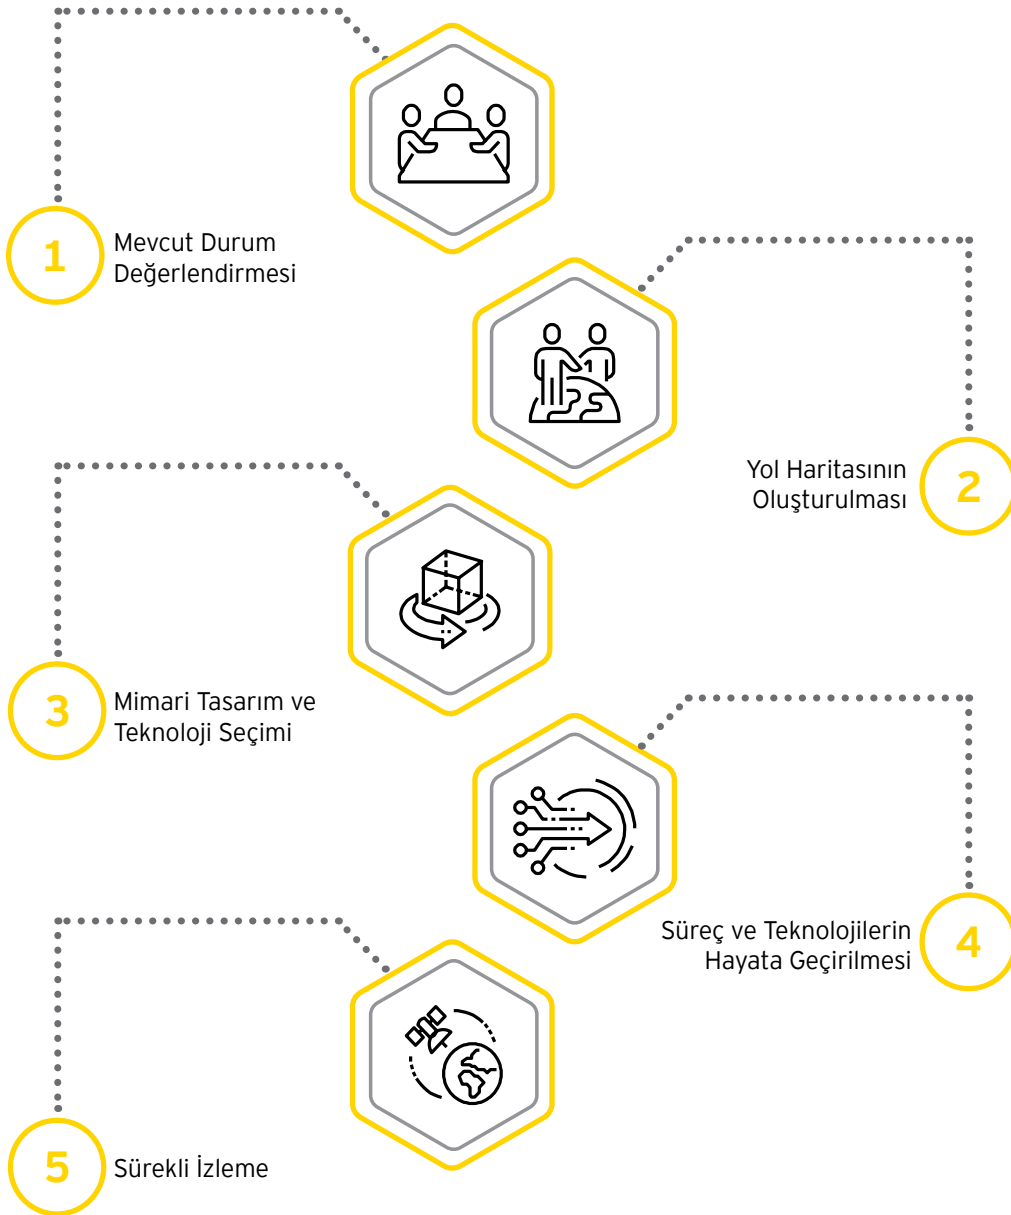 1
Mevcut Durum
Değerlendirmesi
Yol Haritasının
Oluşturulması
2
3
Mimari Tasarım ve
Teknoloji Seçimi
Süreç ve Teknolojilerin
Hayata Geçirilmesi
4
5
Sürekli İzleme